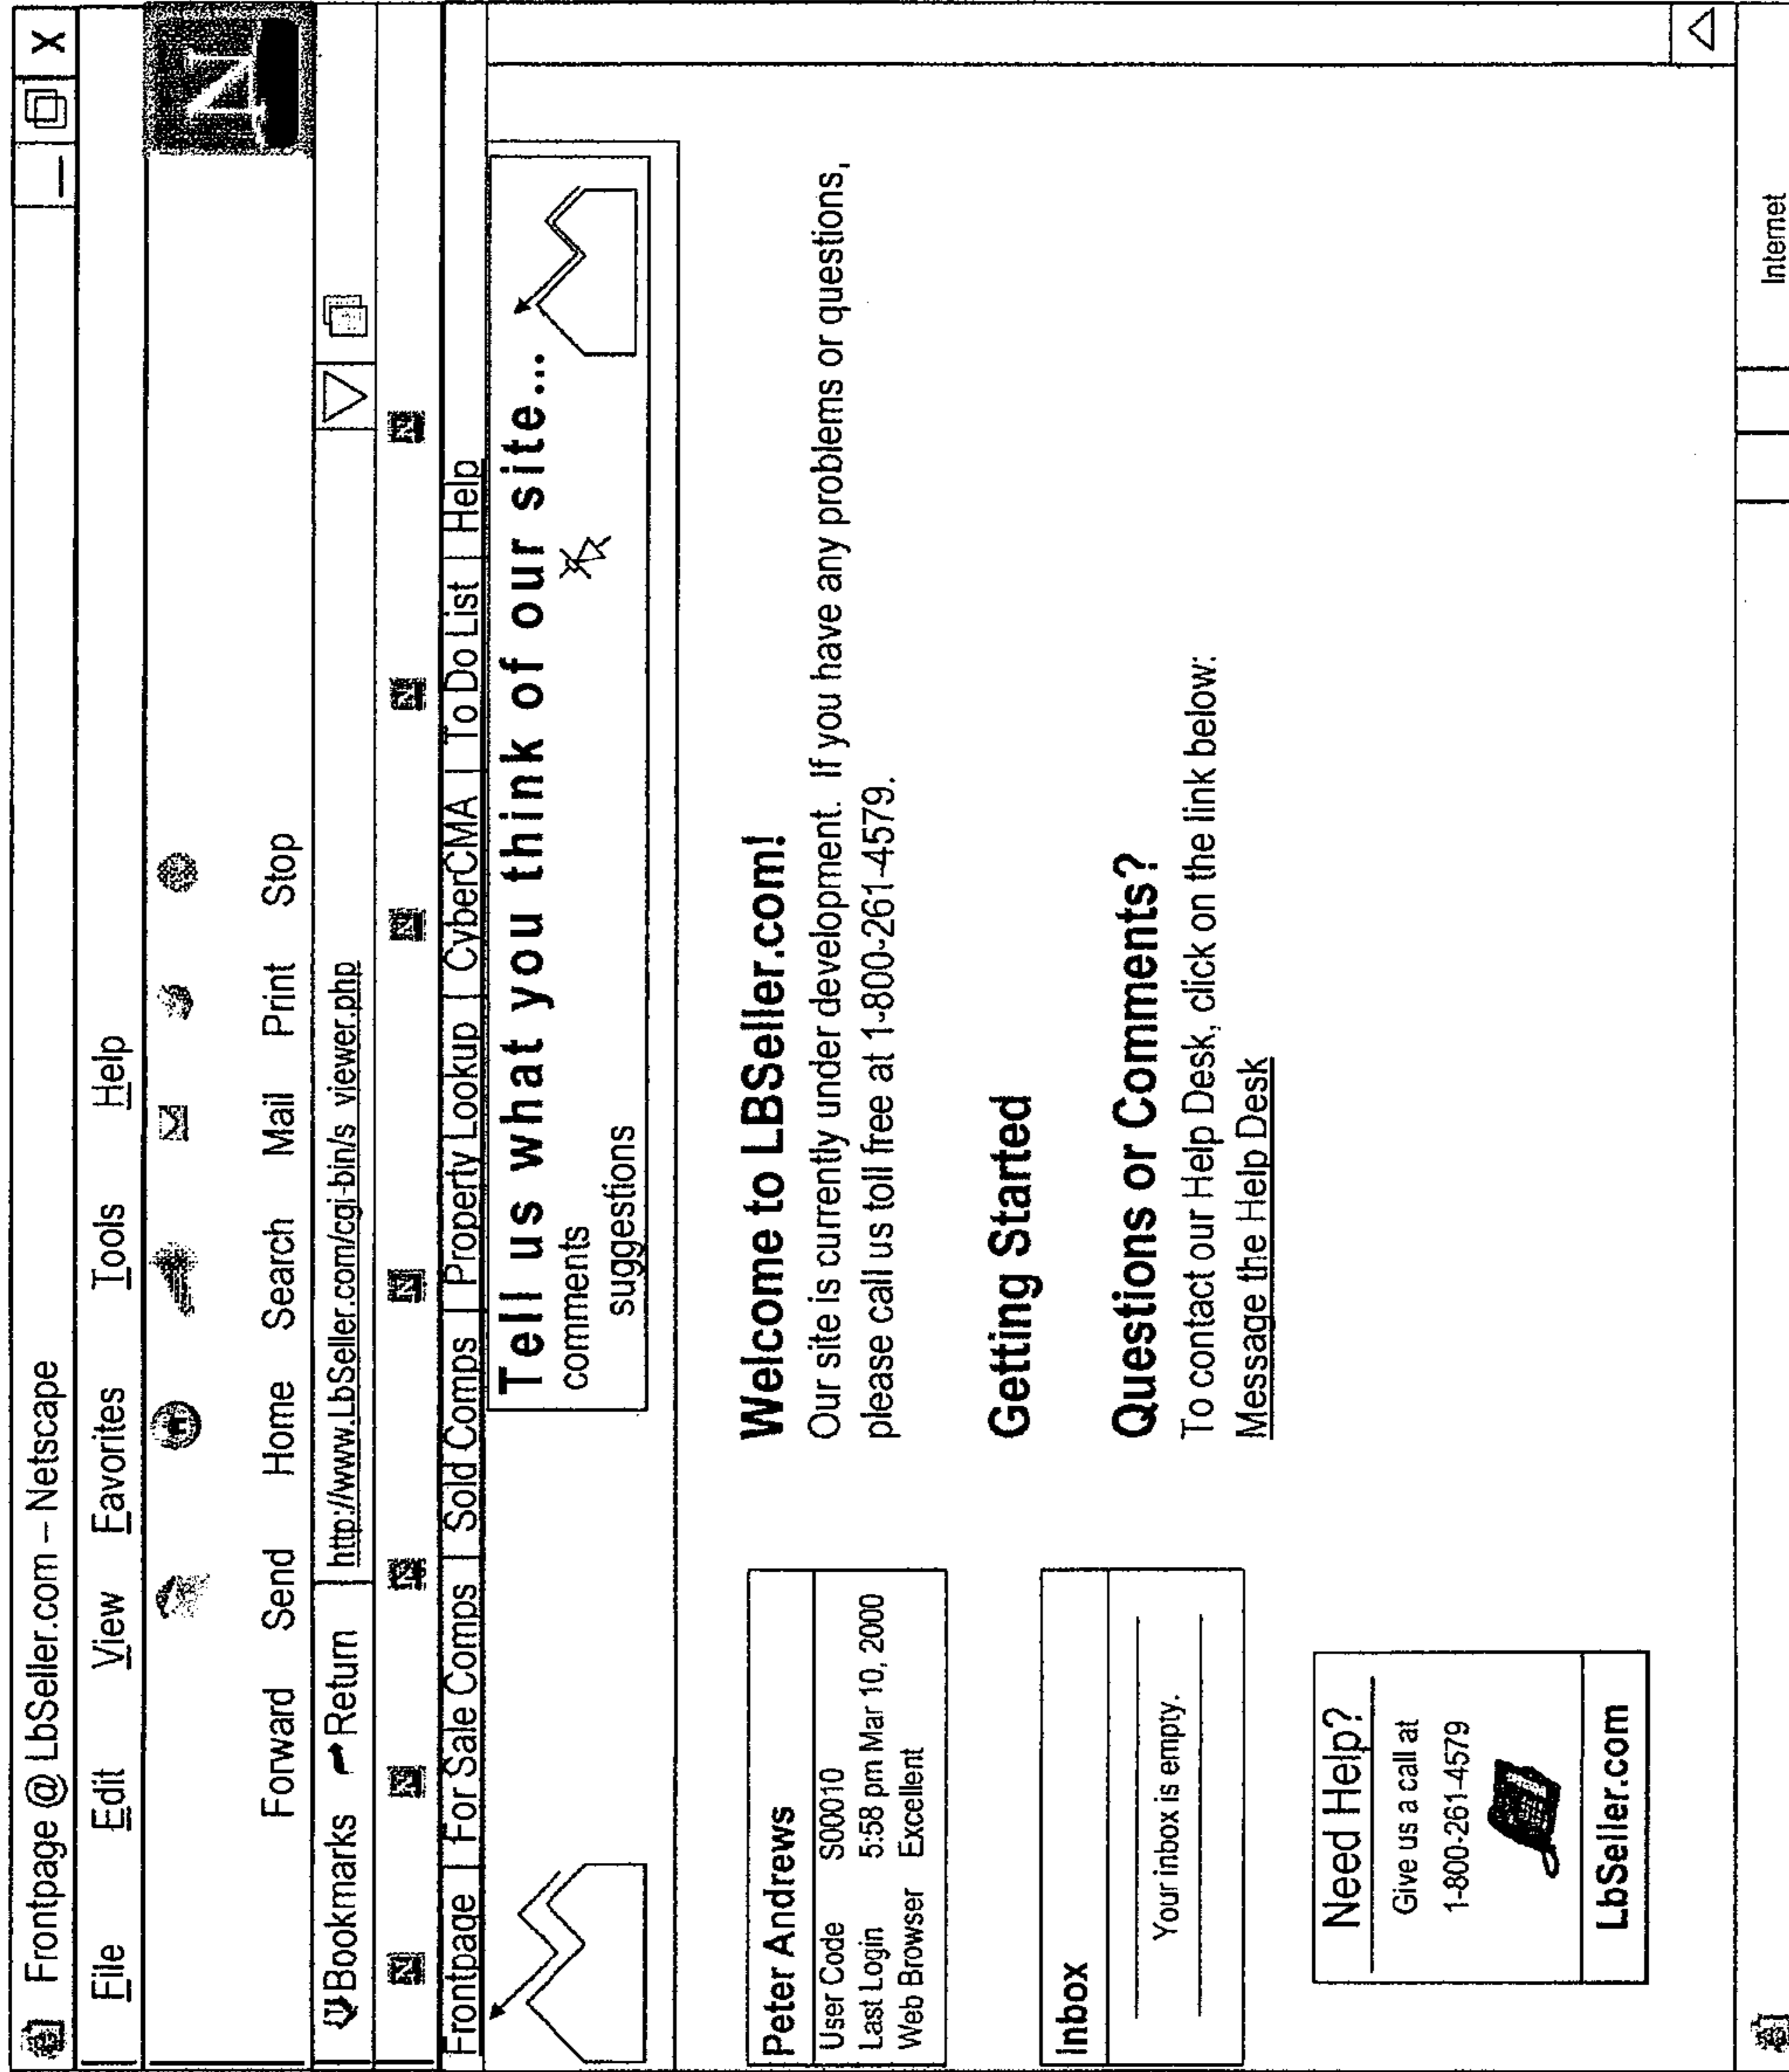 Frontpage @ LbSeller.com – Netscape
File Edit View Favorites Tools Help
Forward Send Home Search Mail Print Stop
Bookmarks Return http://www.LbSeller.com/cgi-bin/s viewer.php
Frontpage | For Sale Comps | Sold Comps | Property Lookup | CyberCMA | To Do List | Help
Tell us what you think of our site...
comments
suggestions
Peter Andrews
User Code S00010
Last Login 5:58 pm Mar 10, 2000
Web Browser Excellent
Inbox
Your inbox is empty.
Need Help?
Give us a call at
1-800-261-4579
LbSeller.com
Welcome to LBSeller.com!
Our site is currently under development. If you have any problems or questions,
please call us toll free at 1-800-261-4579.
Getting Started
Questions or Comments?
To contact our Help Desk, click on the link below:
Message the Help Desk
Internet